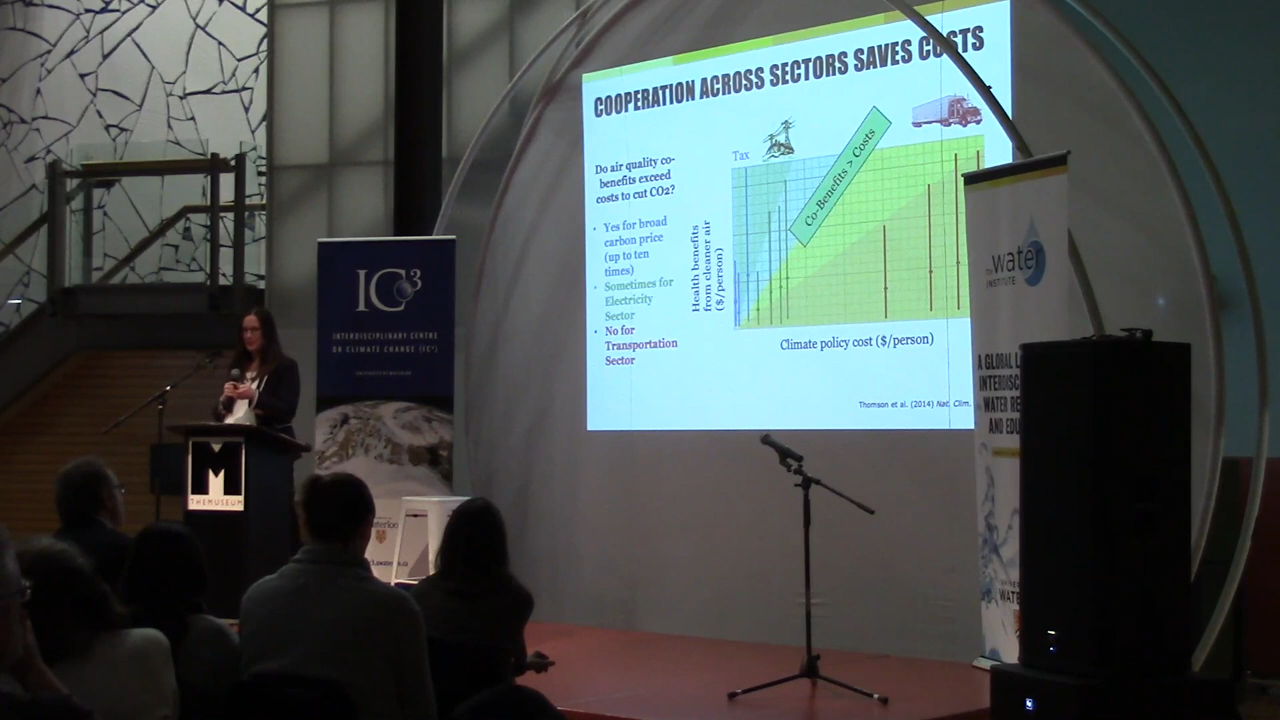 COOPERATION ACROSS SECTORS SAVES COSTS
Do air quality co-
benefits exceed
costs to cut CO2?
• Yes for broad
carbon price
(up to ten
times)
• Sometimes for
Electricity
Sector
• No for
Transportation
Sector
Tax
Co-Benefits > Costs
Health benefits
from cleaner air
($/person)
Climate policy cost ($/person)
Thomson et al. (2014) Nat. Clim.
IC3
INTERDISCIPLINARY CENTRE
ON CLIMATE CHANGE (IC3)
M
THEMUSEUM
THE water
INSTITUTE
A GLOBAL L
INTERDISC
WATER RE
AND EDU
WATE